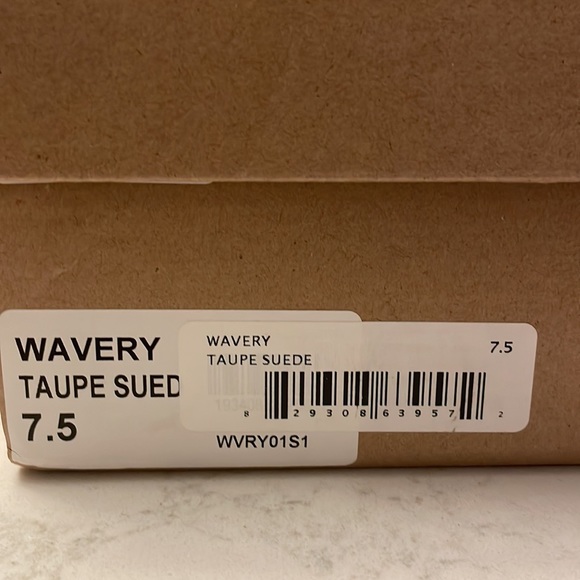 WAVERY
TAUPE SUED
7.5
WVRY01S1
WAVERY 7.5
TAUPE SUEDE
8 29308 63957 2